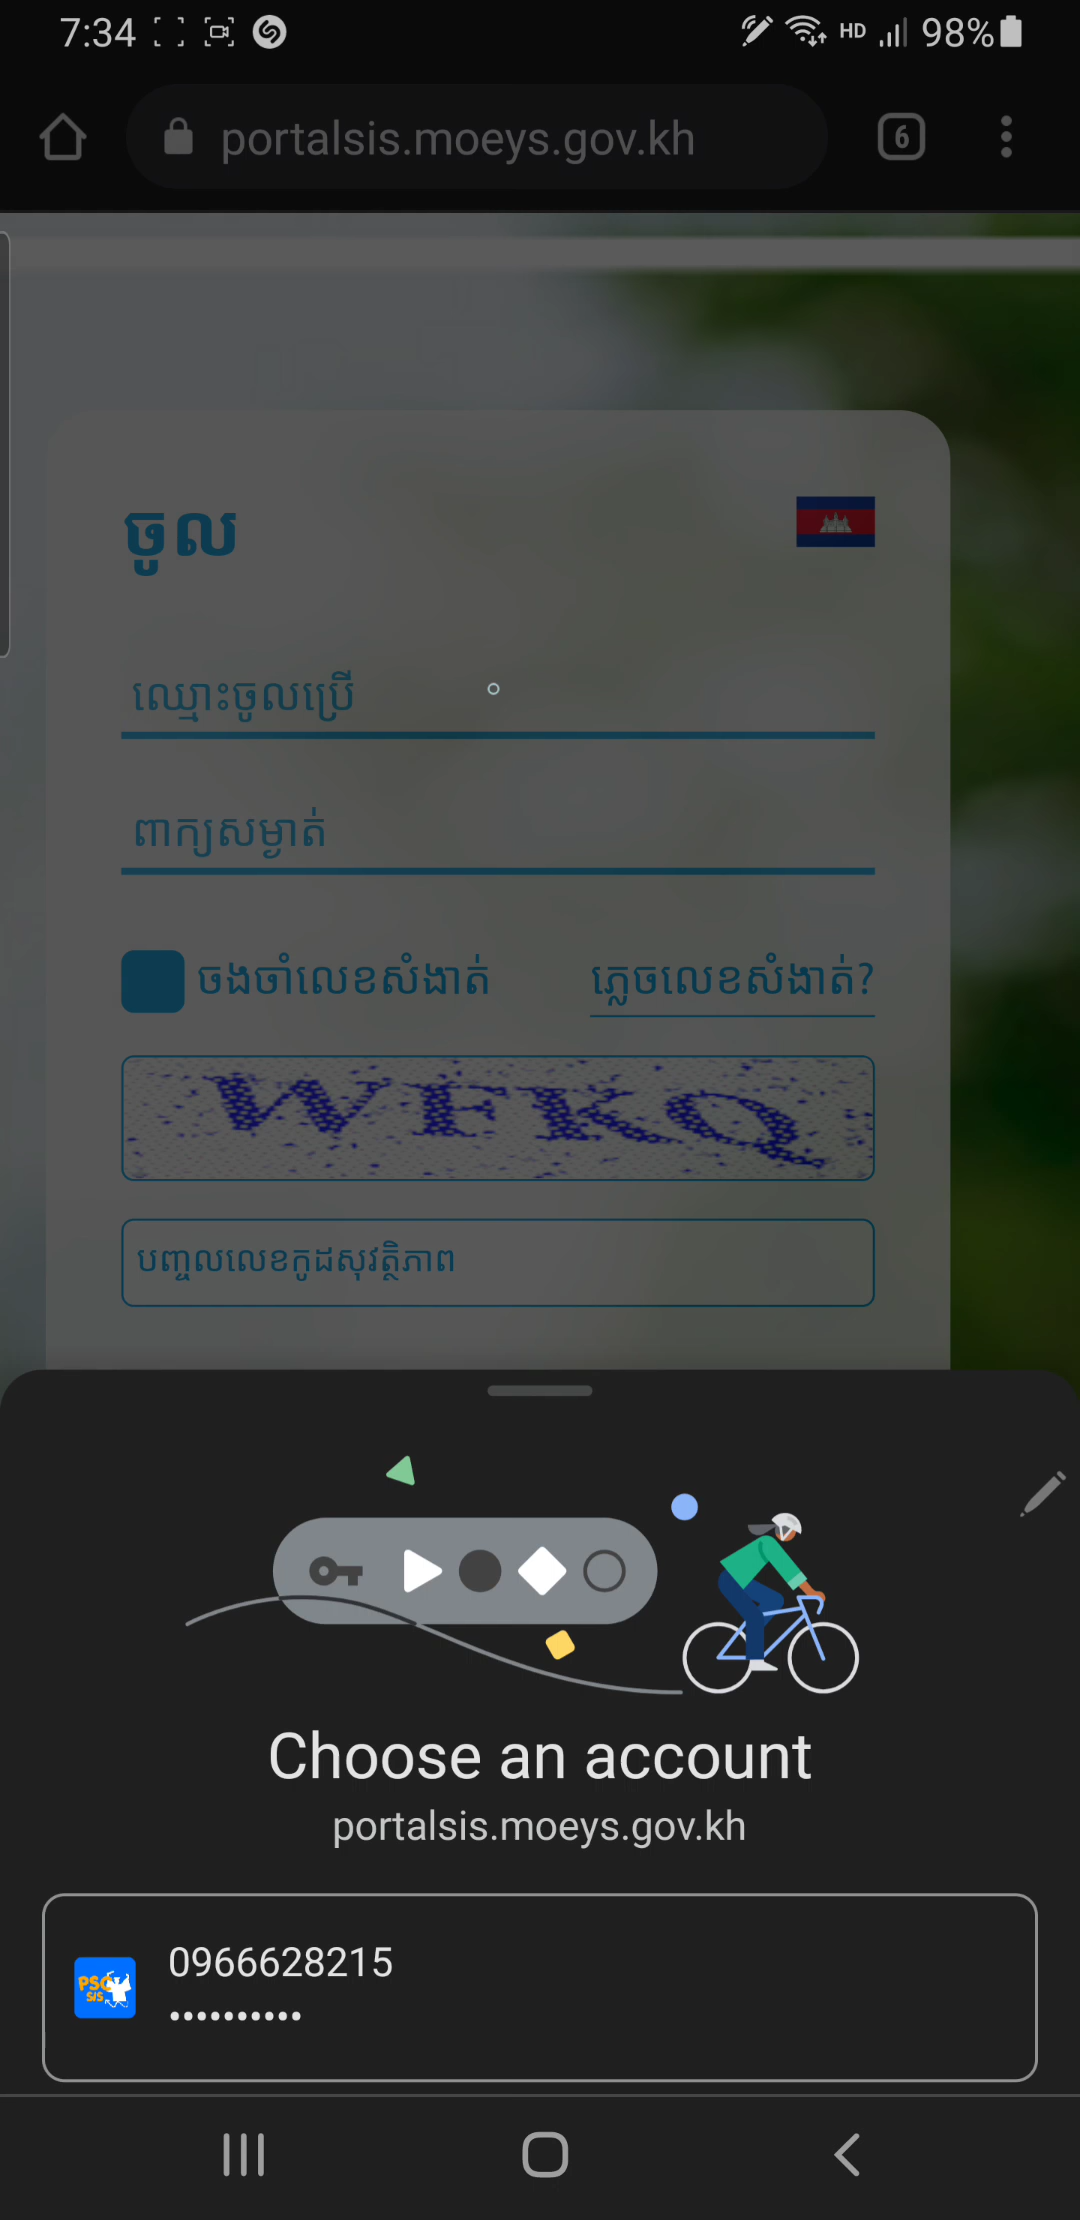 7:34
HD 98%
portalsis.moeys.gov.kh
6
ចូល
ឈ្មោះចូលប្រើ
ពាក្យសម្ងាត់
ចងចាំលេខសំងាត់
ភ្លេចលេខសំងាត់?
WFKQ
បញ្ចូលលេខកូដសុវត្ថិភាព
Choose an account
portalsis.moeys.gov.kh
0966628215
••••••••••